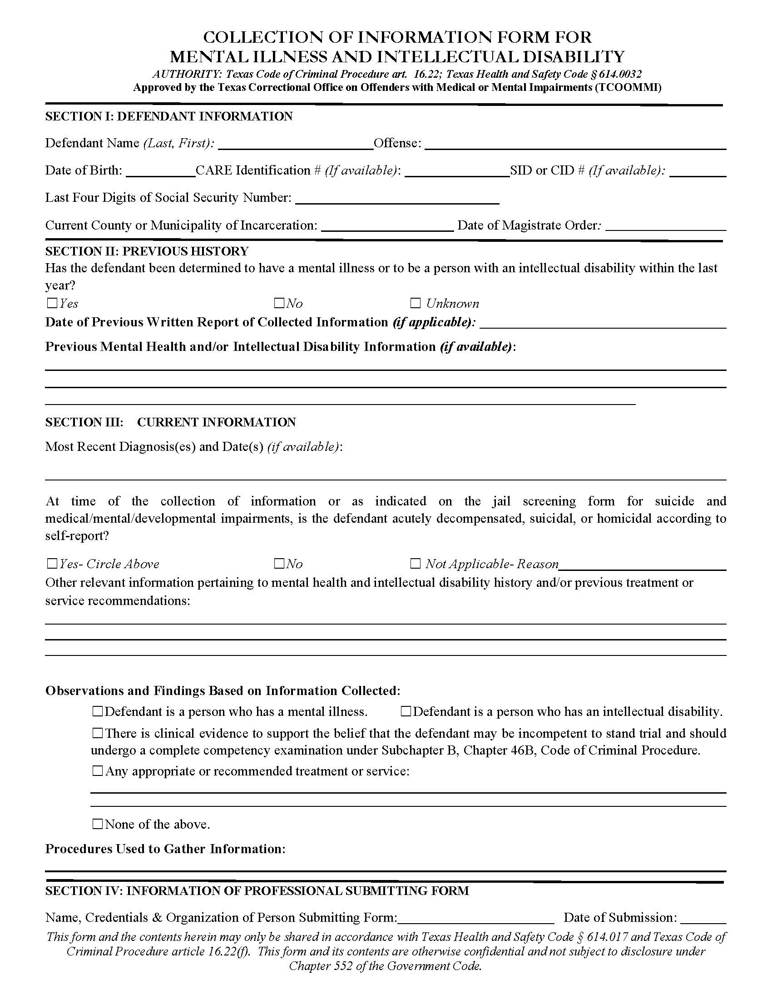 COLLECTION OF INFORMATION FORM FOR
MENTAL ILLNESS AND INTELLECTUAL DISABILITY
AUTHORITY: Texas Code of Criminal Procedure art. 16.22; Texas Health and Safety Code § 614.0032
Approved by the Texas Correctional Office on Offenders with Medical or Mental Impairments (TCOOMMI)
SECTION I: DEFENDANT INFORMATION
Defendant Name (Last, First): ____ Offense: ____
Date of Birth: ____ CARE Identification # (If available): ____ SID or CID # (If available): ____
Last Four Digits of Social Security Number: ____
Current County or Municipality of Incarceration: ____ Date of Magistrate Order: ____
SECTION II: PREVIOUS HISTORY
Has the defendant been determined to have a mental illness or to be a person with an intellectual disability within the last
year?
☐ Yes ☐ No ☐ Unknown
Date of Previous Written Report of Collected Information (if applicable): ____
Previous Mental Health and/or Intellectual Disability Information (if available):
SECTION III: CURRENT INFORMATION
Most Recent Diagnosis(es) and Date(s) (if available):
At time of the collection of information or as indicated on the jail screening form for suicide and
medical/mental/developmental impairments, is the defendant acutely decompensated, suicidal, or homicidal according to
self-report?
☐ Yes- Circle Above ☐ No ☐ Not Applicable- Reason ____
Other relevant information pertaining to mental health and intellectual disability history and/or previous treatment or
service recommendations:
Observations and Findings Based on Information Collected:
☐ Defendant is a person who has a mental illness. ☐ Defendant is a person who has an intellectual disability.
☐ There is clinical evidence to support the belief that the defendant may be incompetent to stand trial and should
undergo a complete competency examination under Subchapter B, Chapter 46B, Code of Criminal Procedure.
☐ Any appropriate or recommended treatment or service:
☐ None of the above.
Procedures Used to Gather Information:
SECTION IV: INFORMATION OF PROFESSIONAL SUBMITTING FORM
Name, Credentials & Organization of Person Submitting Form: ____ Date of Submission: ____
This form and the contents herein may only be shared in accordance with Texas Health and Safety Code § 614.017 and Texas Code of
Criminal Procedure article 16.22(f). This form and its contents are otherwise confidential and not subject to disclosure under
Chapter 552 of the Government Code.